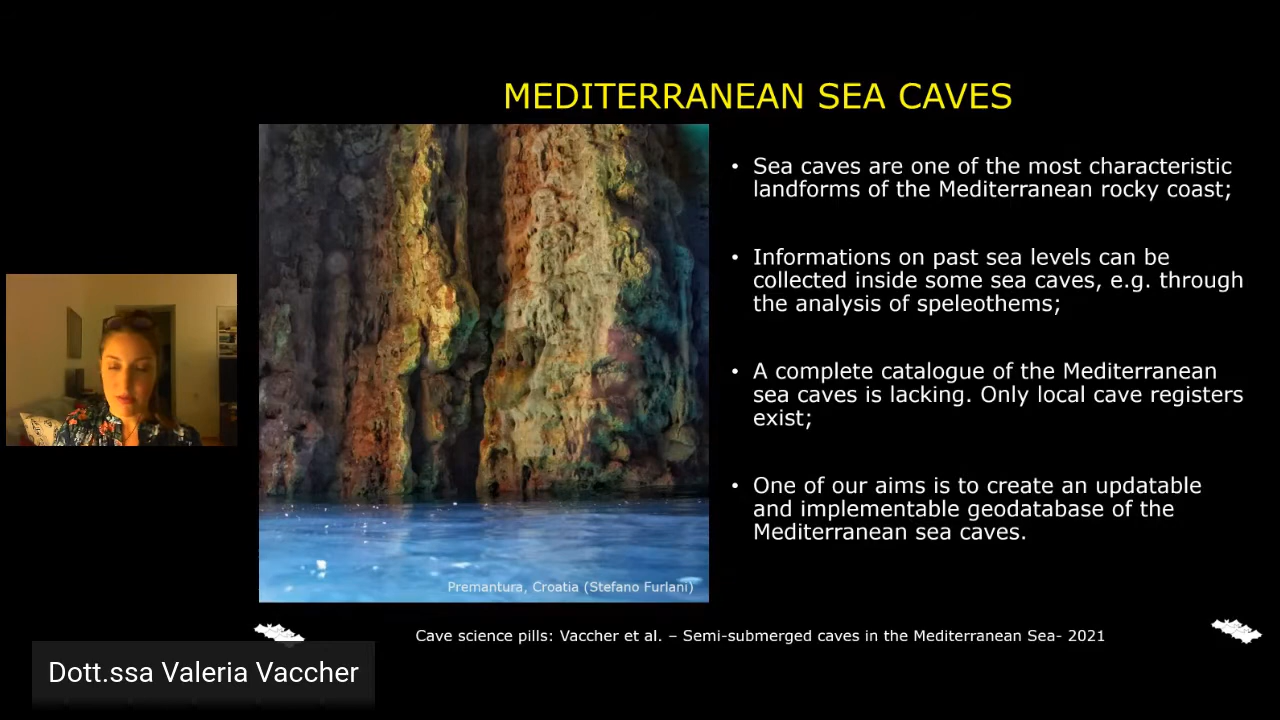 MEDITERRANEAN SEA CAVES
• Sea caves are one of the most characteristic
landforms of the Mediterranean rocky coast;
• Informations on past sea levels can be
collected inside some sea caves, e.g. through
the analysis of speleothems;
• A complete catalogue of the Mediterranean
sea caves is lacking. Only local cave registers
exist;
• One of our aims is to create an updatable
and implementable geodatabase of the
Mediterranean sea caves.
Premantura, Croatia (Stefano Furlani)
Cave science pills: Vaccher et al. – Semi-submerged caves in the Mediterranean Sea- 2021
Dott.ssa Valeria Vaccher